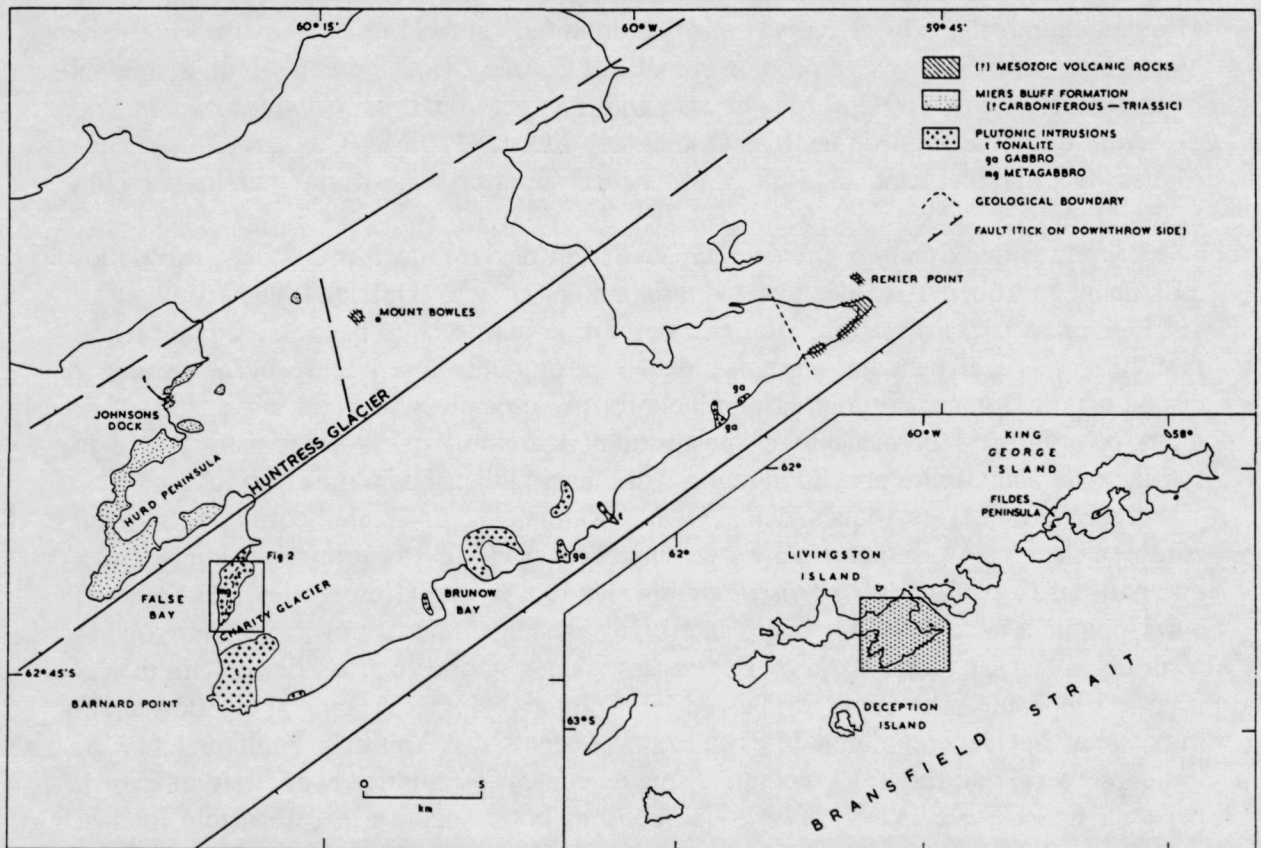 60° 15'
60° W.
59° 45'
(?) MESOZOIC VOLCANIC ROCKS
MIERS BLUFF FORMATION
(? CARBONIFEROUS — TRIASSIC)
PLUTONIC INTRUSIONS
t TONALITE
ga GABBRO
mg METAGABBRO
GEOLOGICAL BOUNDARY
FAULT (TICK ON DOWNTHROW SIDE)
RENIER POINT
MOUNT BOWLES
JOHNSONS
DOCK
HURD PENINSULA
HUNTRESS GLACIER
ga
ga
Fig 2
FALSE
BAY
CHARITY GLACIER
BRUNOW
BAY
ga
t
62° 45'S
BARNARD POINT
0 5
km
60° W
58°
62°
62°
KING
GEORGE
ISLAND
FILDES
PENINSULA
LIVINGSTON
ISLAND
DECEPTION
ISLAND
63°S
BRANSFIELD STRAIT